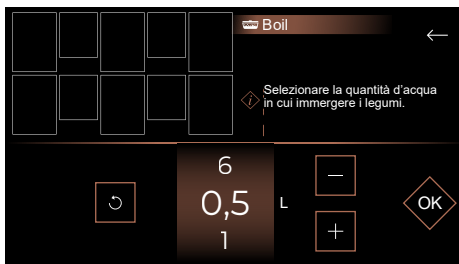 Boil
Selezionare la quantità d'acqua
in cui immergere i legumi.
6
0,5 L
1
OK